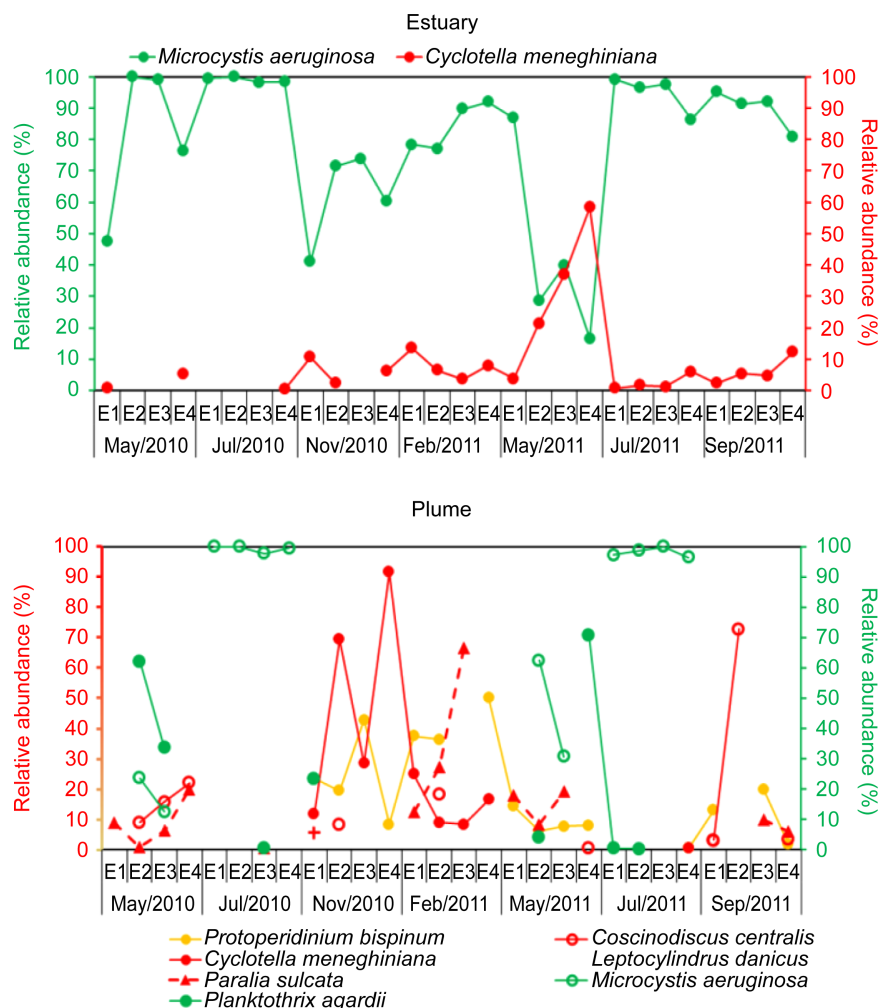 Estuary
Microcystis aeruginosa Cyclotella meneghiniana
Relative abundance (%)
100
90
80
70
60
50
40
30
20
10
0
100
90
80
70
60
50
40
30
20
10
0
Relative abundance (%)
E1 E2 E3 E4 E1 E2 E3 E4 E1 E2 E3 E4 E1 E2 E3 E4 E1 E2 E3 E4 E1 E2 E3 E4 E1 E2 E3 E4
May/2010 Jul/2010 Nov/2010 Feb/2011 May/2011 Jul/2011 Sep/2011
Plume
Relative abundance (%)
100
90
80
70
60
50
40
30
20
10
0
100
90
80
70
60
50
40
30
20
10
0
Relative abundance (%)
E1 E2 E3 E4 E1 E2 E3 E4 E1 E2 E3 E4 E1 E2 E3 E4 E1 E2 E3 E4 E1 E2 E3 E4 E1 E2 E3 E4
May/2010 Jul/2010 Nov/2010 Feb/2011 May/2011 Jul/2011 Sep/2011
Protoperidinium bispinum Coscinodiscus centralis
Cyclotella meneghiniana Leptocylindrus danicus
Paralia sulcata Microcystis aeruginosa
Planktothrix agardii